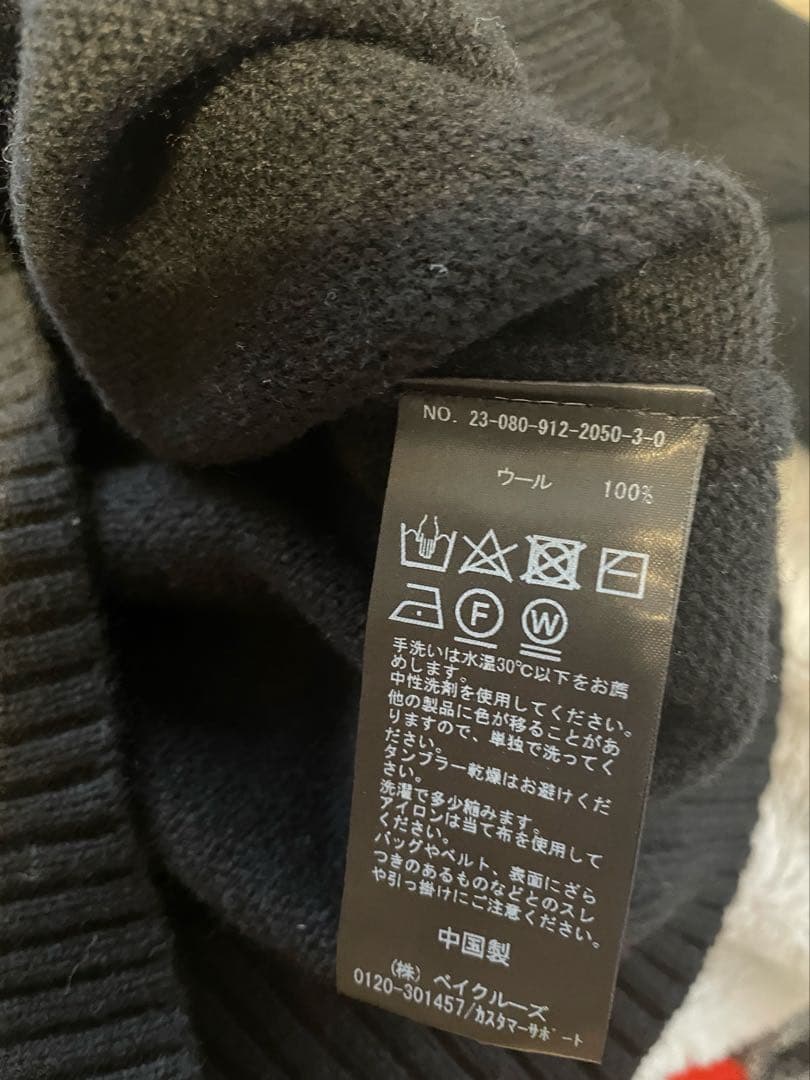 NO. 23-080-912-2050-3-0
ウール 100%
F W
手洗いは水温30℃以下をお薦
めします。
中性洗剤を使用してください。
他の製品に色が移ることがあ
りますので、単独で洗ってく
ださい。
タンブラー乾燥はお避けくだ
さい。
洗濯で多少縮みます。
アイロンは当て布を使用して
ください。
バッグやベルト、表面にざら
つきのあるものなどとのスレ
や引っ掛けにご注意ください。
中国製
(株) ベイクルーズ
0120-301457/カスタマーサポート